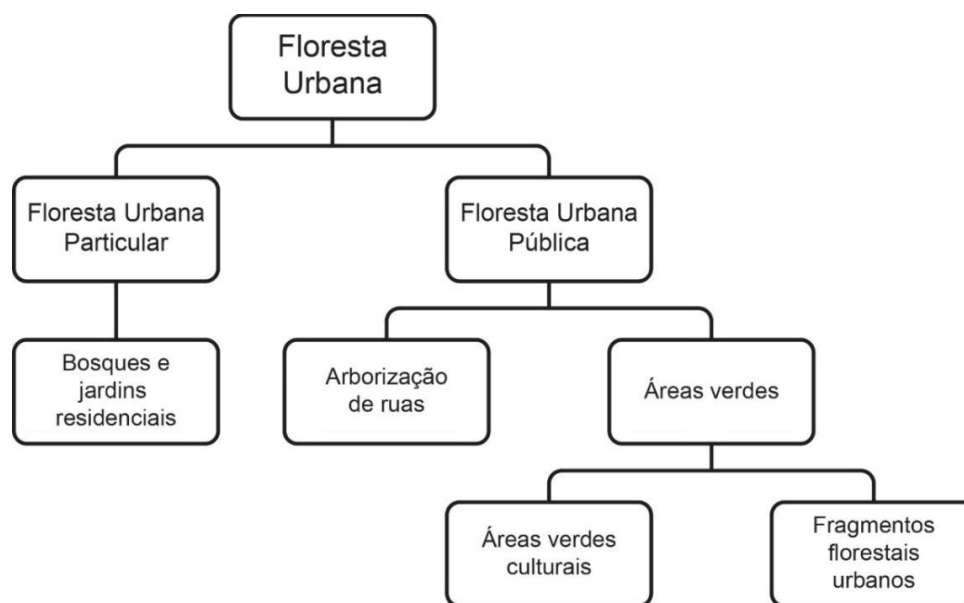 Floresta
Urbana
Floresta Urbana
Particular
Floresta Urbana
Pública
Bosques e
jardins
residenciais
Arborização
de ruas
Áreas verdes
Áreas verdes
culturais
Fragmentos
florestais
urbanos